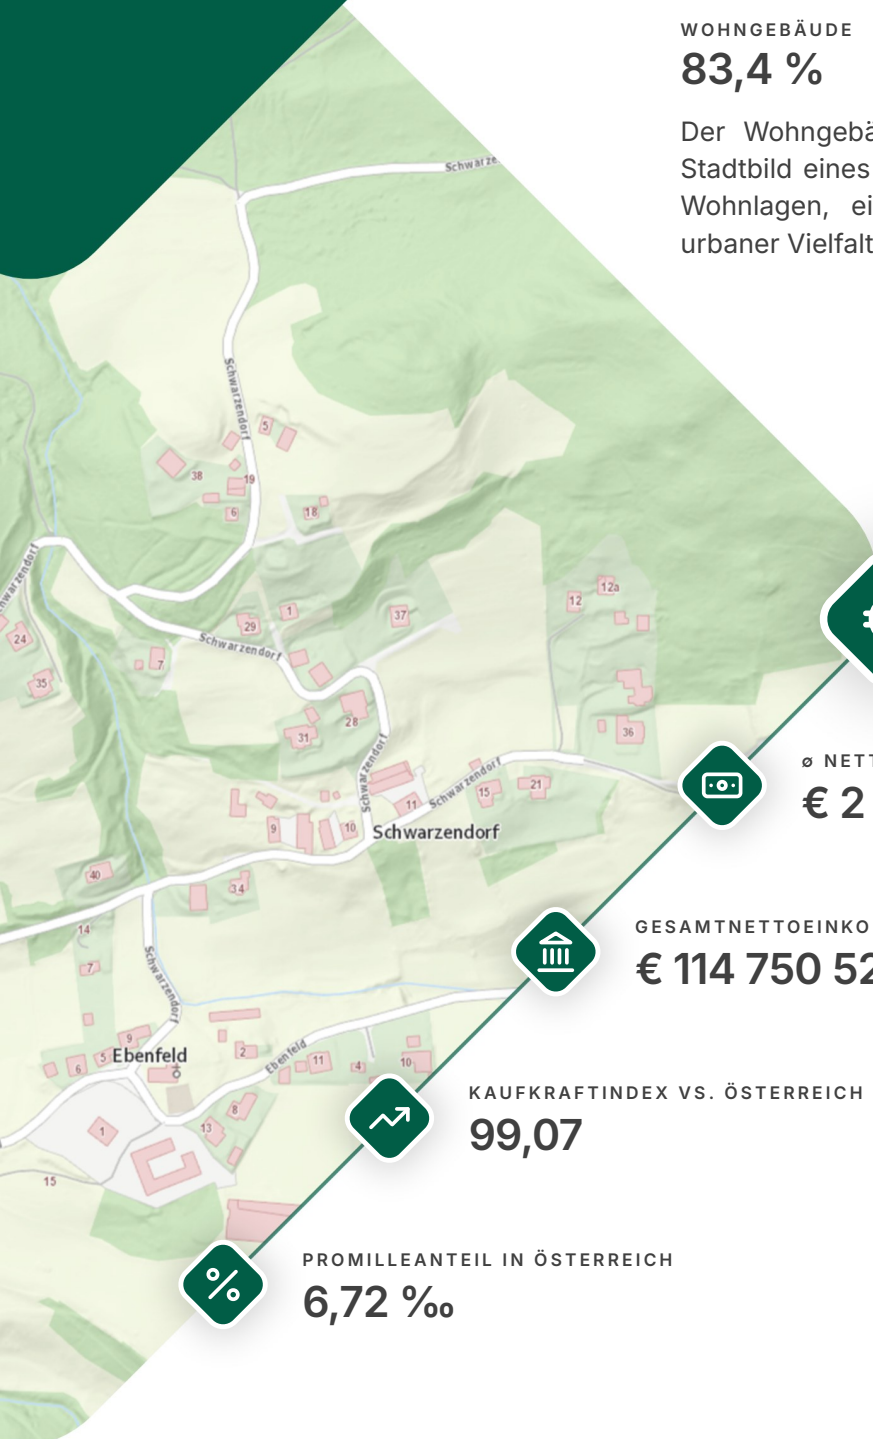 WOHNGEBÄUDE
83,4 %
Der Wohngebä
Stadtbild eines
Wohnlagen, ei
urbaner Vielfalt
Schwarze
Schwarzendorf
5
38
19
6
18
Schwarzendorf
12
12a
1
37
29
24
Schwarzendorf
7
35
28
31
36
Schwarzendorf
Schwarzendorf
21
15
11
9
10
Schwarzendorf
40
34
14
7
Schwarzendorf
9
5
6
Ebenfeld
2
Ebenfeld
11
4
10
8
13
1
15
ø NETT
€ 2
GESAMTNETTOEINKO
€ 114 750 52
KAUFKRAFTINDEX VS. ÖSTERREICH
99,07
PROMILLEANTEIL IN ÖSTERREICH
6,72 ‰